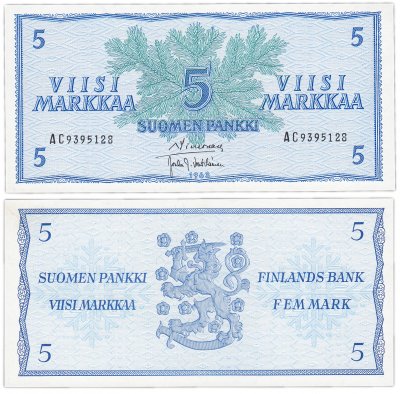 5 5
VIISI 5 VIISI
MARKKAA MARKKAA
SUOMEN PANKKI
AC9395128 AC9395128
5 5
1963
5 5
SUOMEN PANKKI FINLANDS BANK
VIISI MARKKAA FEM MARK
5 5